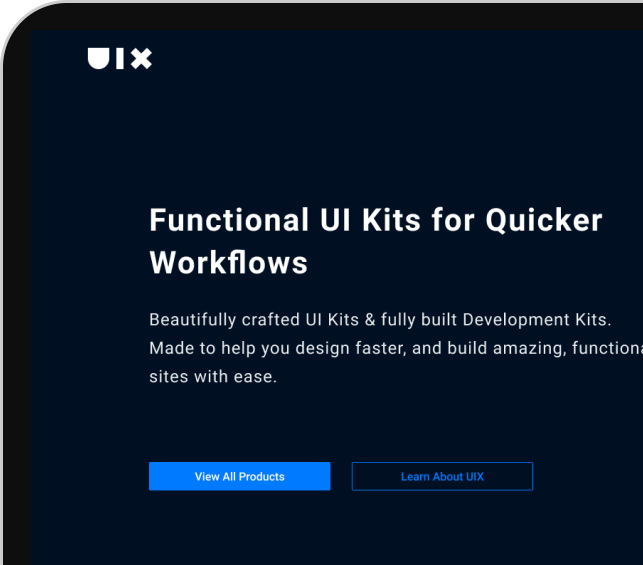 UIX
Functional UI Kits for Quicker
Workflows
Beautifully crafted UI Kits & fully built Development Kits.
Made to help you design faster, and build amazing, functiona
sites with ease.
View All Products
Learn About UIX